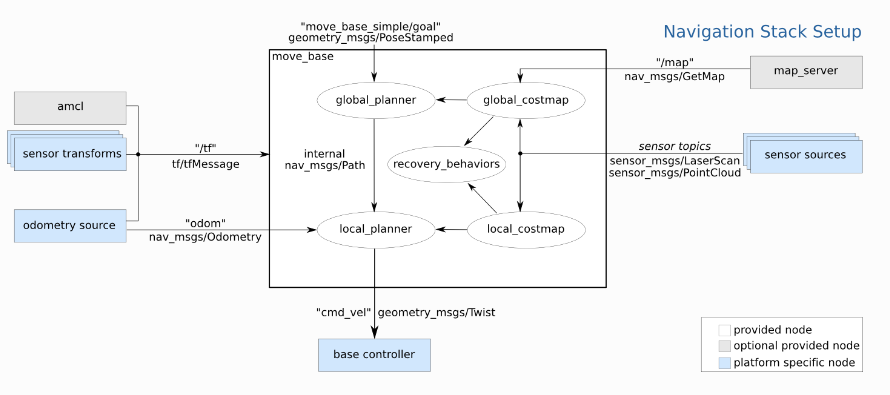 Navigation Stack Setup
"move_base_simple/goal"
geometry_msgs/PoseStamped
move_base
"/map"
nav_msgs/GetMap
map_server
amcl
global_planner
global_costmap
sensor transforms
"/tf"
tf/tfMessage
internal
nav_msgs/Path
recovery_behaviors
sensor topics
sensor_msgs/LaserScan
sensor_msgs/PointCloud
sensor sources
odometry source
"odom"
nav_msgs/Odometry
local_planner
local_costmap
"cmd_vel"
geometry_msgs/Twist
base controller
provided node
optional provided node
platform specific node